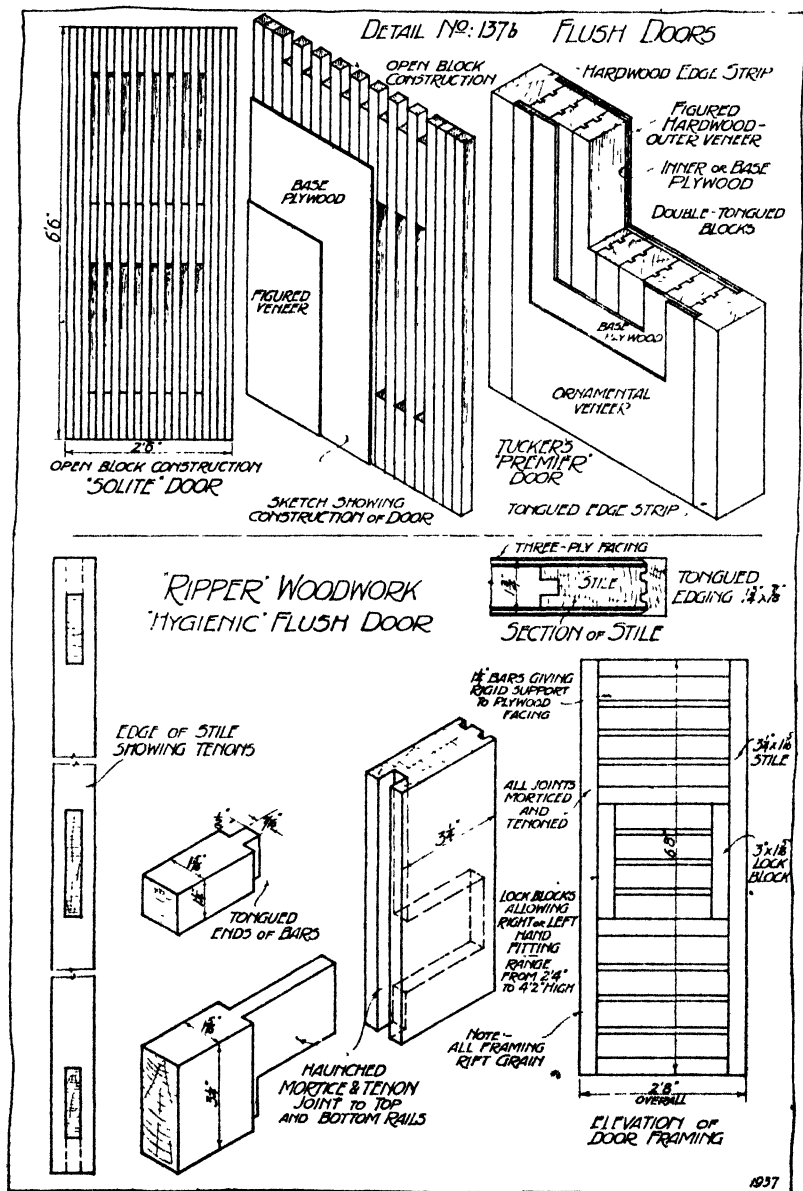 DETAIL No: 137b FLUSH DOORS
OPEN BLOCK
CONSTRUCTION
HARDWOOD EDGE STRIP
FIGURED
HARDWOOD-
OUTER VENEER
INNER OR BASE
PLYWOOD
DOUBLE-TONGUED
BLOCKS
BASE
PLYWOOD
FIGURED
VENEER
6'6"
2'6"
OPEN BLOCK CONSTRUCTION
"SOLITE" DOOR
SKETCH SHOWING
CONSTRUCTION OF DOOR
BASE
PLYWOOD
ORNAMENTAL
VENEER
TUCKER'S
"PREMIER"
DOOR
TONGUED EDGE STRIP
"RIPPER" WOODWORK
"HYGIENIC" FLUSH DOOR
THREE-PLY FACING
STILE
TONGUED
EDGING
SECTION OF STILE
EDGE OF STILE
SHOWING TENONS
TONGUED
ENDS OF BARS
3¼"
3¼"
HAUNCHED
MORTICE & TENON
JOINT TO TOP
AND BOTTOM RAILS
BARS GIVING
RIGID SUPPORT
TO PLYWOOD
FACING
STILE
ALL JOINTS
MORTICED
AND
TENONED
6'8"
LOCK
BLOCK
LOCK BLOCKS
ALLOWING
RIGHT OR LEFT
HAND
FITTING
RANGE
FROM 2'4"
TO 4'2" HIGH
NOTE:-
ALL FRAMING
RIFT GRAIN
2'8"
OVERALL
ELEVATION OF
DOOR FRAMING
1937